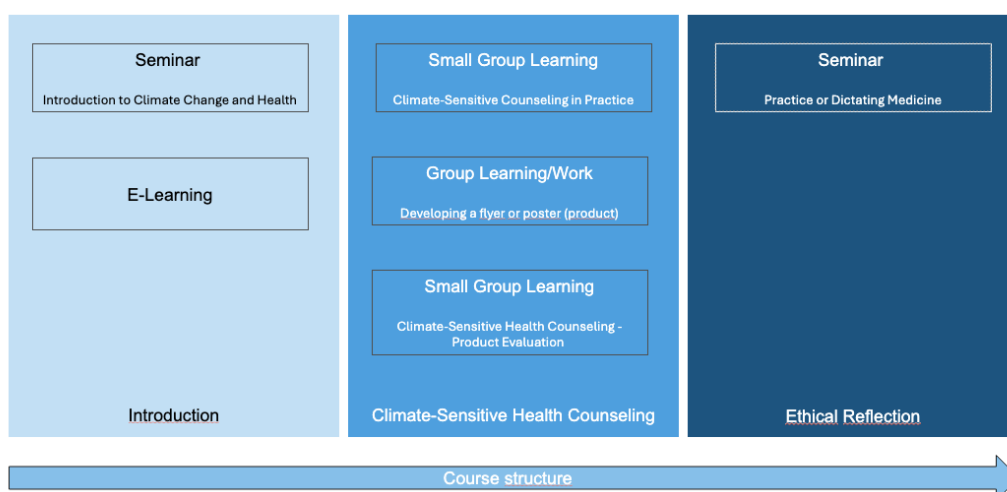 Seminar
Introduction to Climate Change and Health
E-Learning
Introduction
Small Group Learning
Climate-Sensitive Counseling in Practice
Group Learning/Work
Developing a flyer or poster (product)
Small Group Learning
Climate-Sensitive Health Counseling -
Product Evaluation
Climate-Sensitive Health Counseling
Seminar
Practice or Dictating Medicine
Ethical Reflection
Course structure